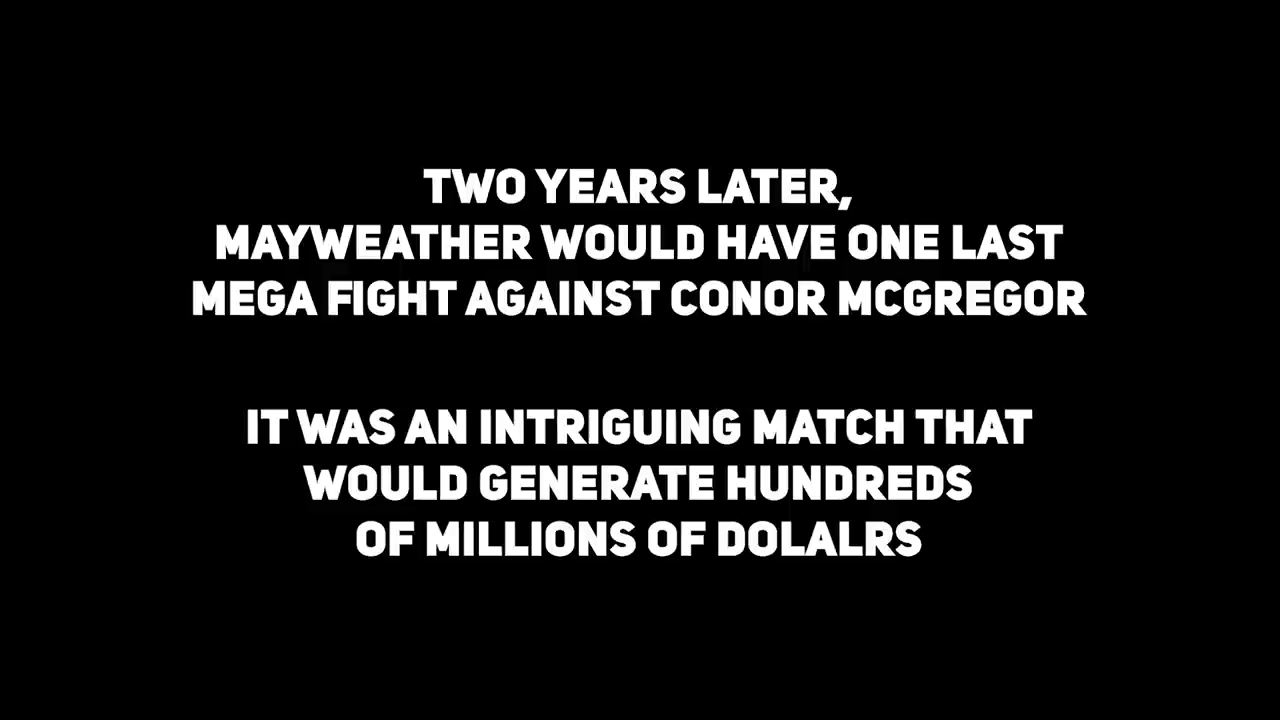 TWO YEARS LATER,
MAYWEATHER WOULD HAVE ONE LAST
MEGA FIGHT AGAINST CONOR MCGREGOR
IT WAS AN INTRIGUING MATCH THAT
WOULD GENERATE HUNDREDS
OF MILLIONS OF DOLALRS